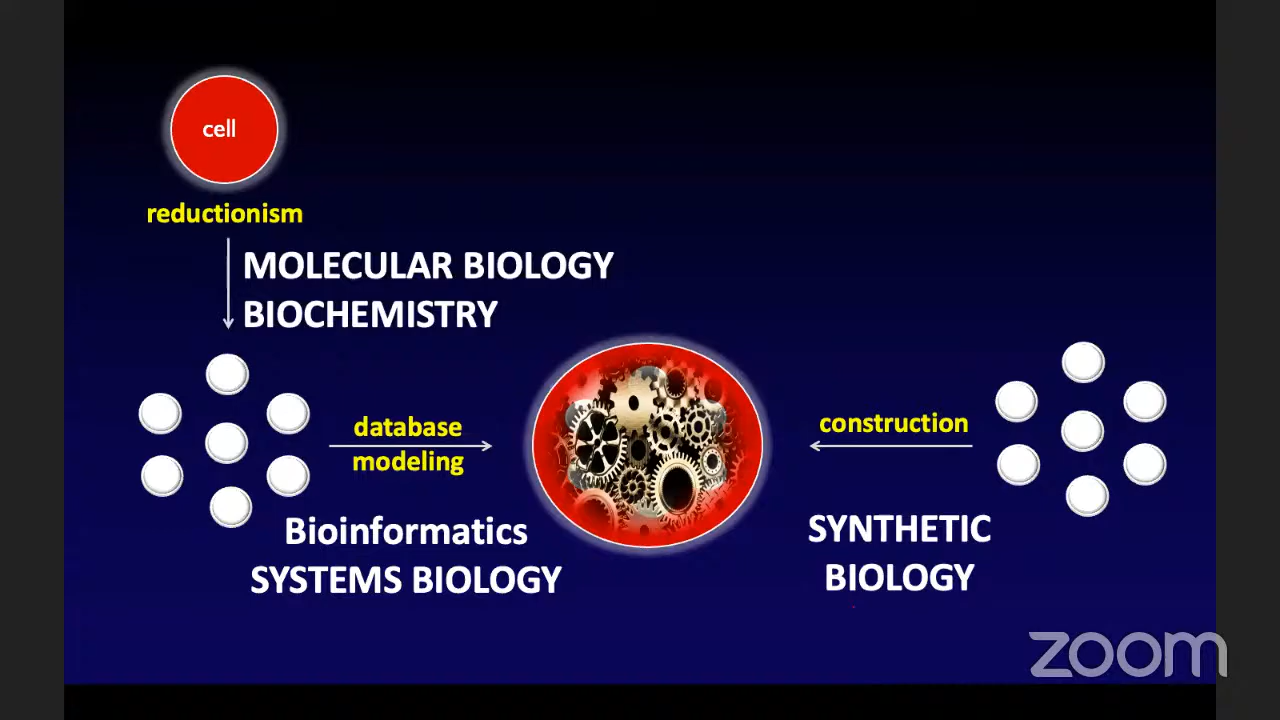 cell
reductionism
MOLECULAR BIOLOGY
BIOCHEMISTRY
database
modeling
construction
Bioinformatics
SYSTEMS BIOLOGY
SYNTHETIC
BIOLOGY
zoom